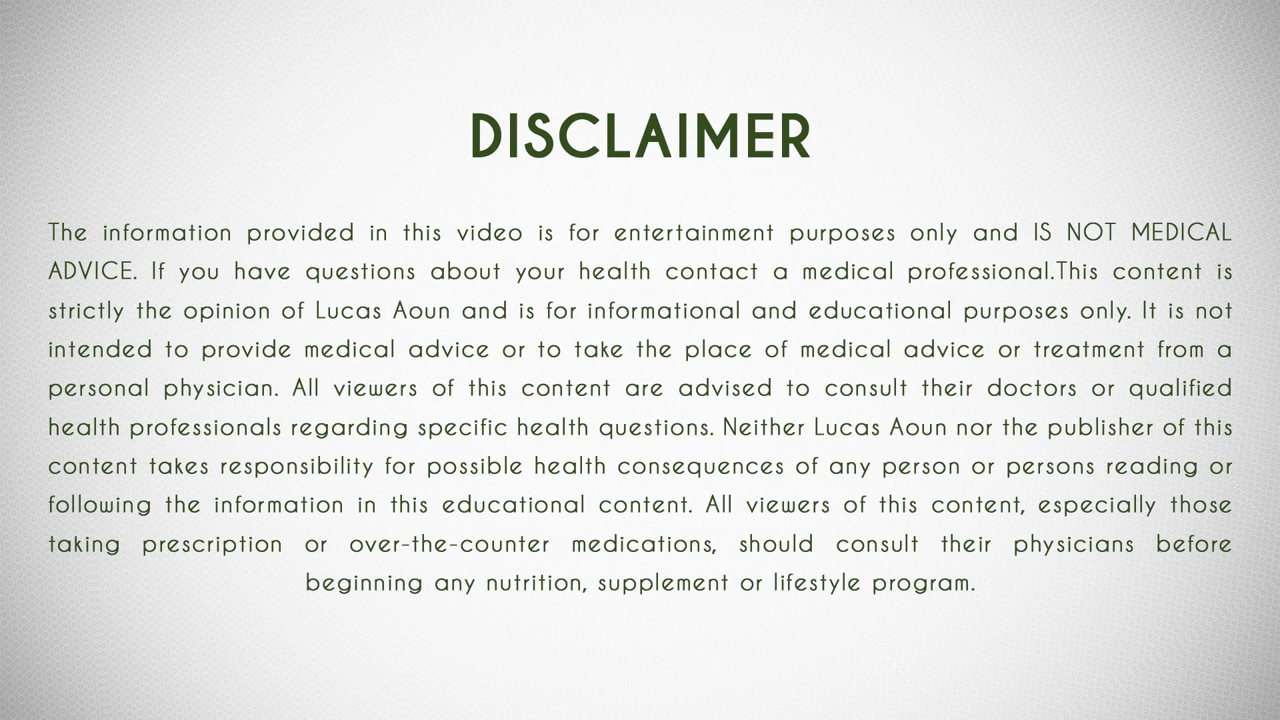 DISCLAIMER
The information provided in this video is for entertainment purposes only and IS NOT MEDICAL
ADVICE. If you have questions about your health contact a medical professional.This content is
strictly the opinion of Lucas Aoun and is for informational and educational purposes only. It is not
intended to provide medical advice or to take the place of medical advice or treatment from a
personal physician. All viewers of this content are advised to consult their doctors or qualified
health professionals regarding specific health questions. Neither Lucas Aoun nor the publisher of this
content takes responsibility for possible health consequences of any person or persons reading or
following the information in this educational content. All viewers of this content, especially those
taking prescription or over-the-counter medications, should consult their physicians before
beginning any nutrition, supplement or lifestyle program.